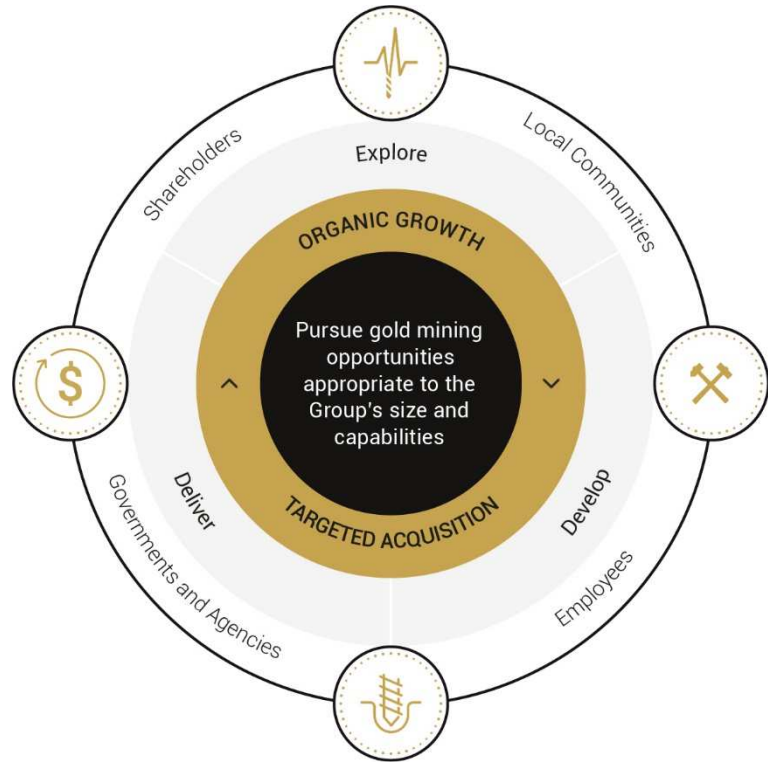 Shareholders
Local Communities
Explore
ORGANIC GROWTH
Pursue gold mining
opportunities
appropriate to the
Group's size and
capabilities
$
TARGETED ACQUISITION
Deliver
Develop
Governments and Agencies
Employees